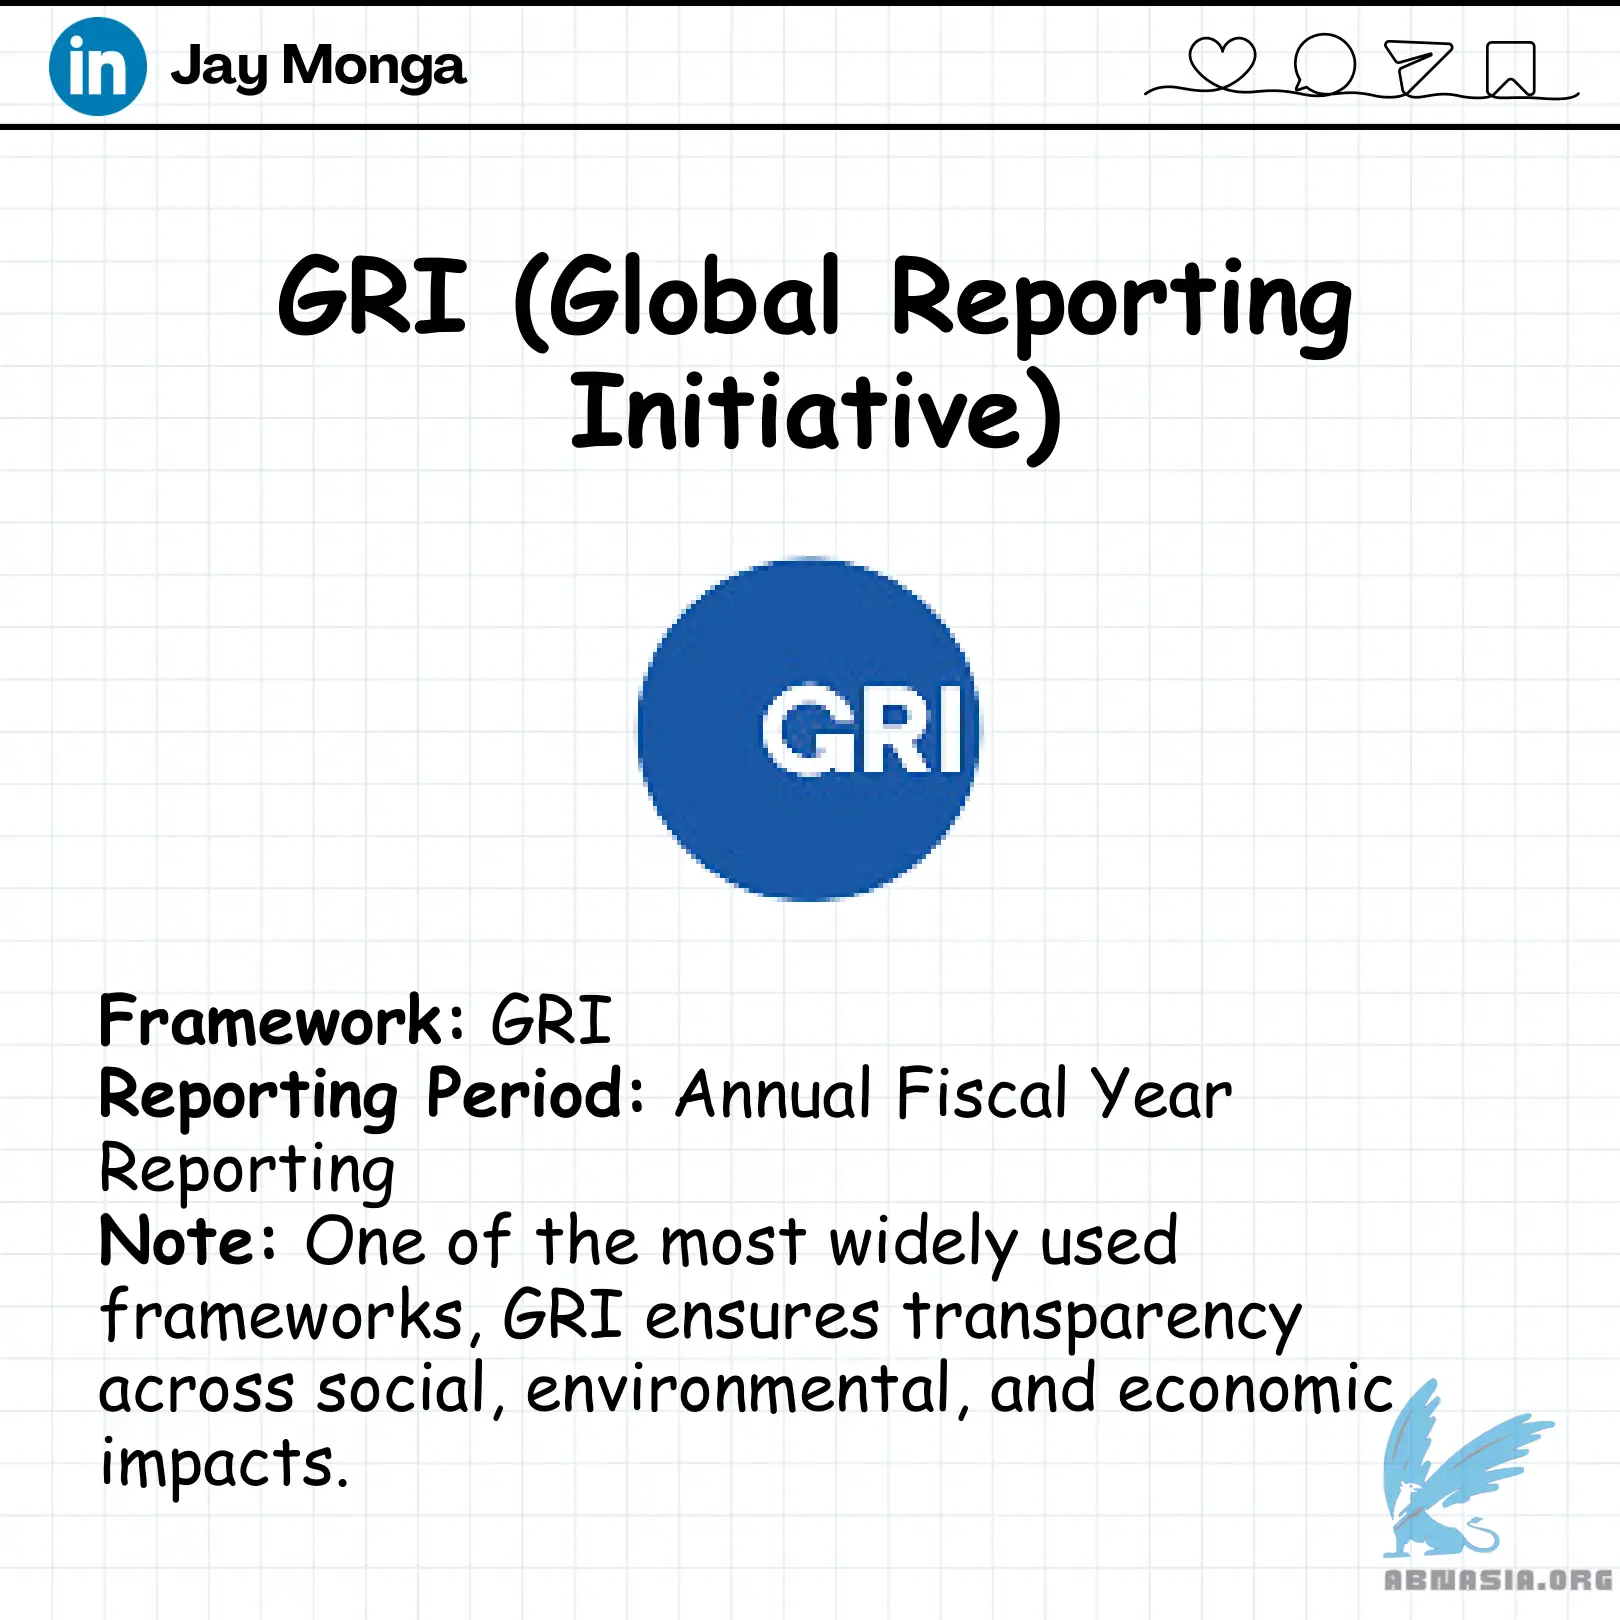 in Jay Monga
GRI (Global Reporting
Initiative)
GRI
Framework: GRI
Reporting Period: Annual Fiscal Year
Reporting
Note: One of the most widely used
frameworks, GRI ensures transparency
across social, environmental, and economic
impacts.
ABNASIA.ORG